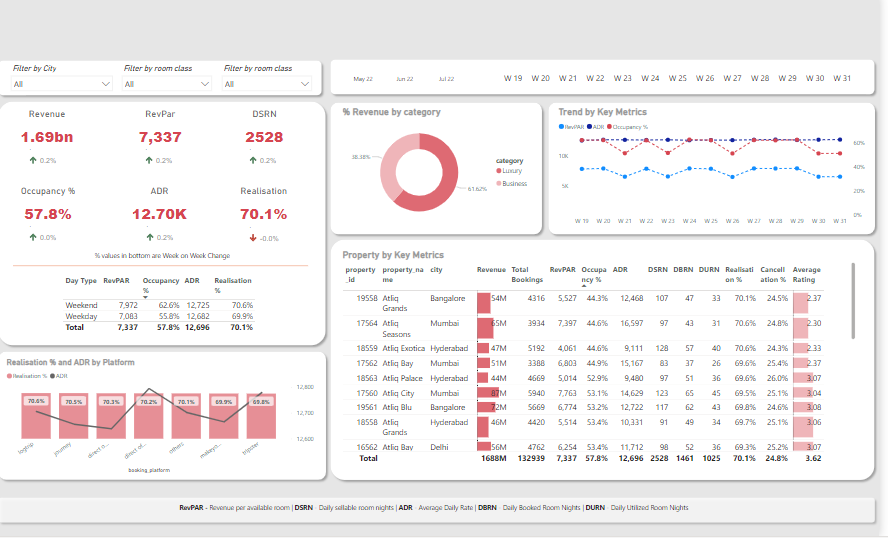 Filter by City
Filter by room class
Filter by room class
All
All
All
May 22 Jun 22 Jul 22 W 19 W 20 W 21 W 22 W 23 W 24 W 25 W 26 W 27 W 28 W 29 W 30 W 31
Revenue RevPar DSRN
1.69bn 7,337 2528
0.2% 0.2% 0.2%
Occupancy % ADR Realisation
57.8% 12.70K 70.1%
0.0% 0.2% -0.0%
% values in bottom are Week on Week Change
Day Type RevPAR Occupancy % ADR Realisation %
Weekend 7,972 62.6% 12,725 70.6%
Weekday 7,083 55.8% 12,682 69.9%
Total 7,337 57.8% 12,696 70.1%
% Revenue by category
38.38%
61.62%
category
Luxury
Business
Trend by Key Metrics
RevPAR ADR Occupancy %
10K
5K
60%
40%
20%
0%
W 19 W 20 W 21 W 22 W 23 W 24 W 25 W 26 W 27 W 28 W 29 W 30 W 31
Realisation % and ADR by Platform
Realisation % ADR
70.6% 70.5% 70.3% 70.2% 70.1% 69.9% 69.8%
12,800
12,700
12,600
logtrip journey direct o... direct of... others makeyo... tripster
booking_platform
Property by Key Metrics
property_id property_name city Revenue Total Bookings RevPAR Occupancy % ADR DSRN DBRN DURN Realisati on % Cancell ation % Average Rating
19558 Atliq Grands Bangalore 54M 4316 5,527 44.3% 12,468 107 47 33 70.1% 24.5% 2.37
17564 Atliq Seasons Mumbai 65M 3934 7,397 44.6% 16,597 97 43 31 70.6% 24.8% 2.30
18559 Atliq Exotica Hyderabad 47M 5192 4,061 44.6% 9,111 128 57 40 70.6% 24.3% 2.33
17562 Atliq Bay Mumbai 51M 3388 6,803 44.9% 15,167 83 37 26 69.6% 25.4% 2.37
18563 Atliq Palace Hyderabad 44M 4669 5,014 52.9% 9,480 97 51 36 69.6% 26.0% 3.07
17560 Atliq City Mumbai 87M 5940 7,763 53.1% 14,629 123 65 45 69.5% 25.1% 3.04
19561 Atliq Blu Bangalore 72M 5669 6,774 53.2% 12,722 117 62 43 69.8% 24.6% 3.08
18558 Atliq Grands Hyderabad 46M 4420 5,514 53.4% 10,331 91 49 34 69.7% 25.1% 3.06
16562 Atliq Bay Delhi 56M 4762 6,254 53.4% 11,712 98 52 36 69.3% 25.2% 3.07
Total 1688M 132939 7,337 57.8% 12,696 2528 1461 1025 70.1% 24.8% 3.62
RevPAR - Revenue per available room | DSRN - Daily sellable room nights | ADR - Average Daily Rate | DBRN - Daily Booked Room Nights | DURN - Daily Utilized Room Nights